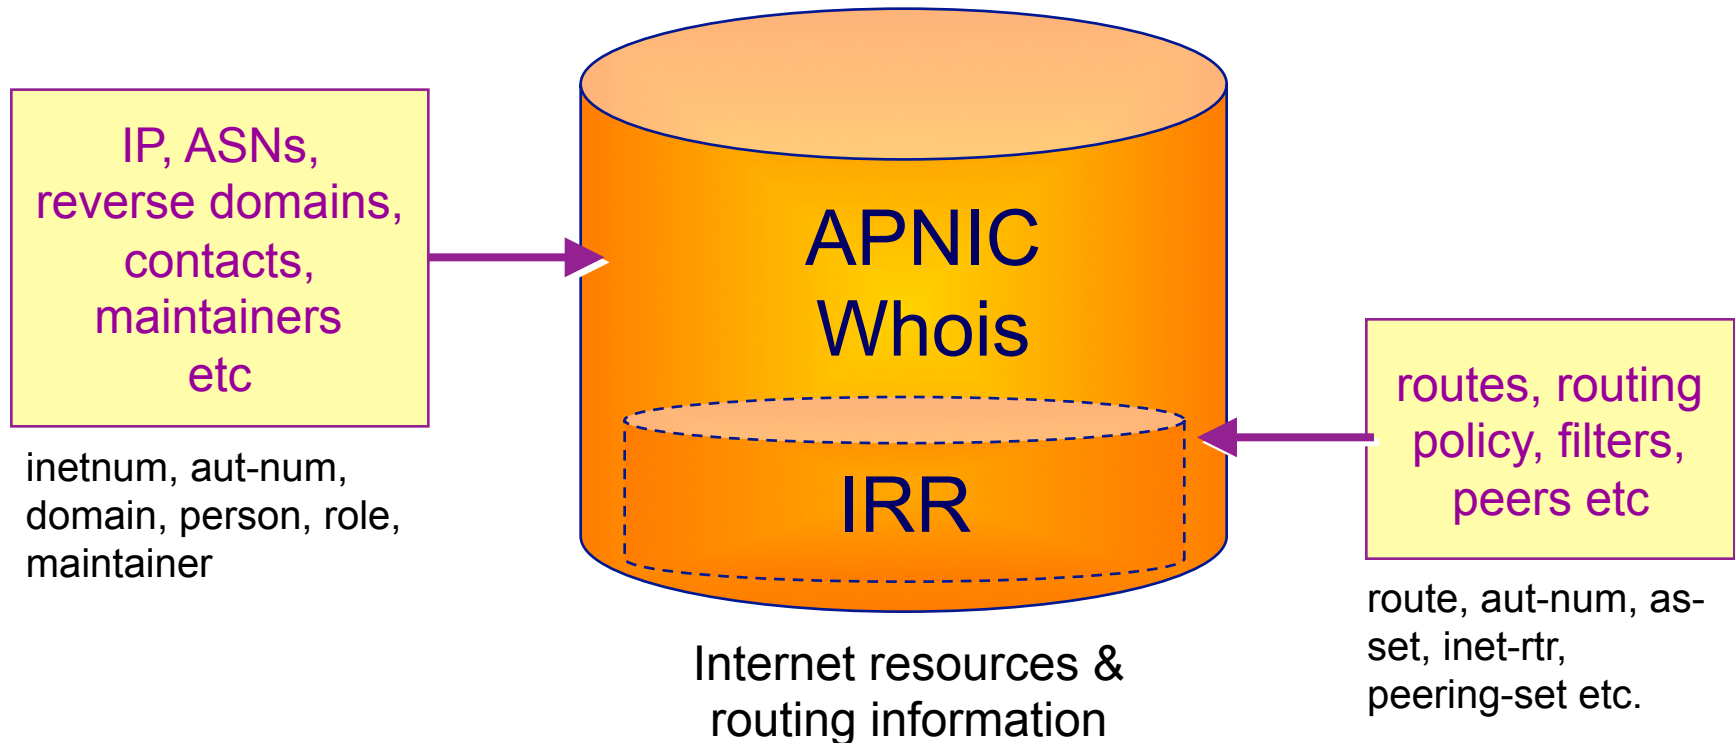 IP, ASNs,
reverse domains,
contacts,
maintainers
etc
inetnum, aut-num,
domain, person, role,
maintainer
APNIC
Whois
IRR
Internet resources &
routing information
routes, routing
policy, filters,
peers etc
route, aut-num, as-
set, inet-rtr,
peering-set etc.